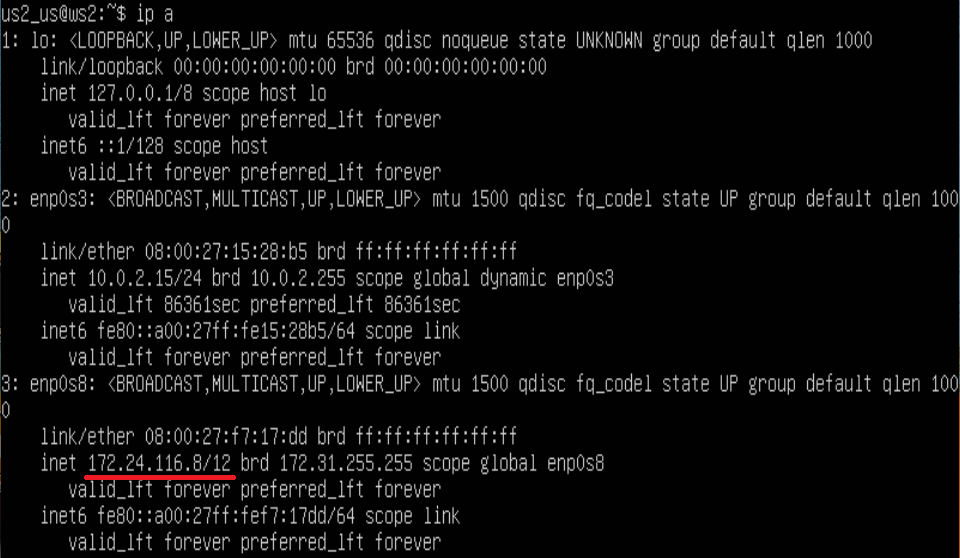 us2_us@ws2:~$ ip a
1: lo: <LOOPBACK,UP,LOWER_UP> mtu 65536 qdisc noqueue state UNKNOWN group default qlen 1000
    link/loopback 00:00:00:00:00:00 brd 00:00:00:00:00:00
    inet 127.0.0.1/8 scope host lo
       valid_lft forever preferred_lft forever
    inet6 ::1/128 scope host
       valid_lft forever preferred_lft forever
2: enp0s3: <BROADCAST,MULTICAST,UP,LOWER_UP> mtu 1500 qdisc fq_codel state UP group default qlen 100
0
    link/ether 08:00:27:15:28:b5 brd ff:ff:ff:ff:ff:ff
    inet 10.0.2.15/24 brd 10.0.2.255 scope global dynamic enp0s3
       valid_lft 86361sec preferred_lft 86361sec
    inet6 fe80::a00:27ff:fe15:28b5/64 scope link
       valid_lft forever preferred_lft forever
3: enp0s8: <BROADCAST,MULTICAST,UP,LOWER_UP> mtu 1500 qdisc fq_codel state UP group default qlen 100
0
    link/ether 08:00:27:f7:17:dd brd ff:ff:ff:ff:ff:ff
    inet 172.24.116.8/12 brd 172.31.255.255 scope global enp0s8
       valid_lft forever preferred_lft forever
    inet6 fe80::a00:27ff:fef7:17dd/64 scope link
       valid_lft forever preferred_lft forever